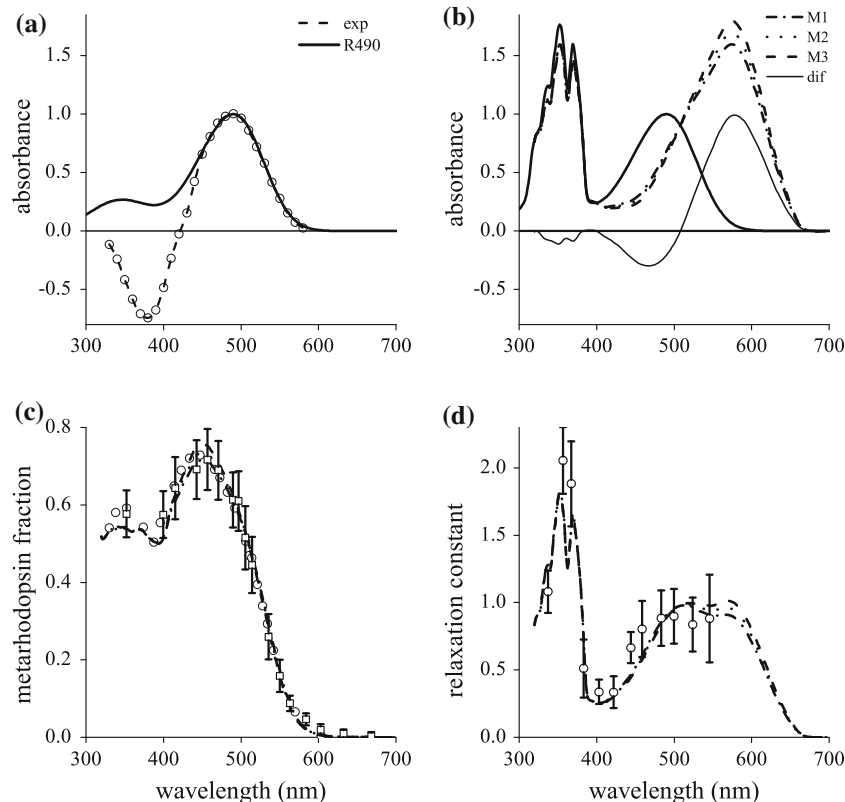 (a)
exp
R490
absorbance
1.5
1.0
0.5
0.0
-0.5
300 400 500 600 700
(b)
M1
M2
M3
dif
absorbance
1.5
1.0
0.5
0.0
-0.5
300 400 500 600 700
(c)
metarhodopsin fraction
0.8
0.6
0.4
0.2
0.0
300 400 500 600 700
wavelength (nm)
(d)
relaxation constant
2.0
1.5
1.0
0.5
0.0
300 400 500 600 700
wavelength (nm)